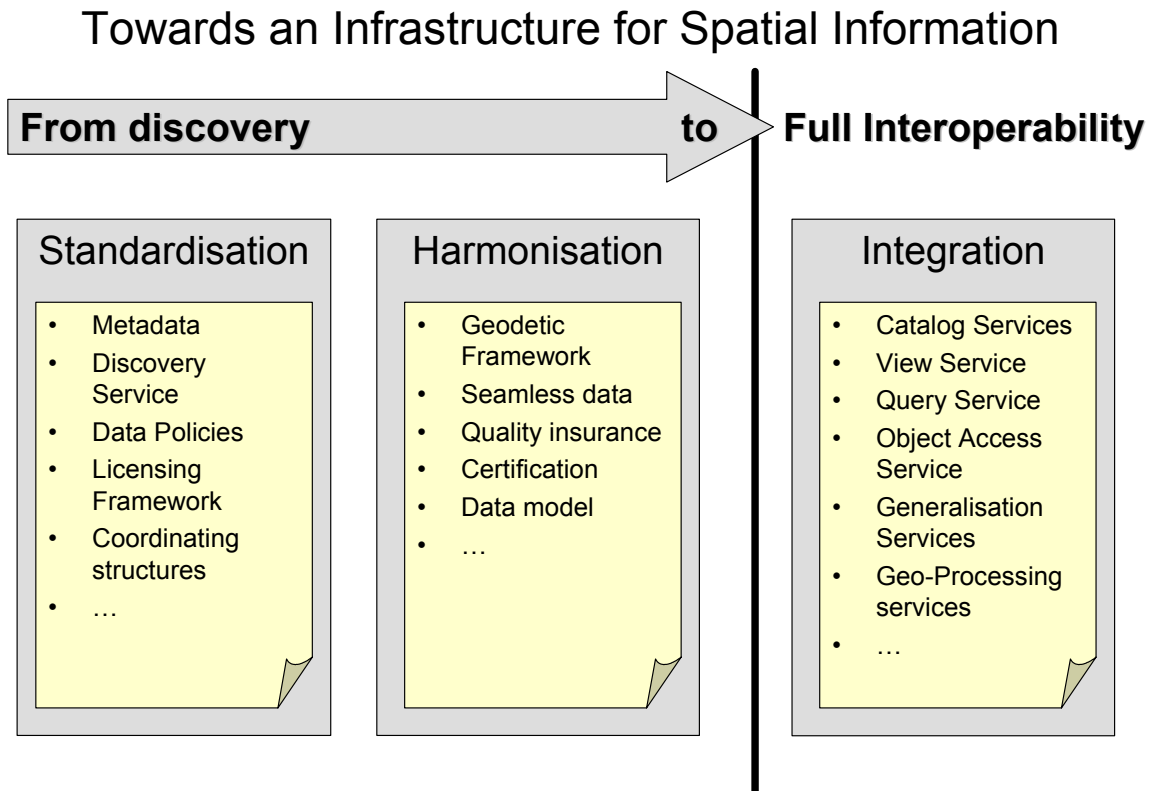 Towards an Infrastructure for Spatial Information
From discovery to Full Interoperability
Standardisation
• Metadata
• Discovery
Service
• Data Policies
• Licensing
Framework
• Coordinating
structures
• …
Harmonisation
• Geodetic
Framework
• Seamless data
• Quality insurance
• Certification
• Data model
• …
Integration
• Catalog Services
• View Service
• Query Service
• Object Access
Service
• Generalisation
Services
• Geo-Processing
services
• …